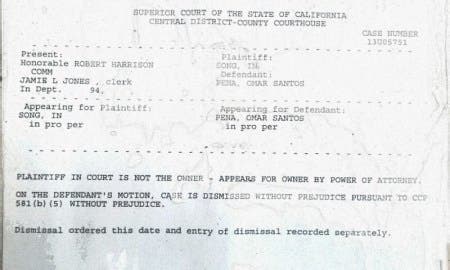 SUPERIOR COURT OF THE STATE OF CALIFORNIA
CENTRAL DISTRICT-COUNTY COURTHOUSE
CASE NUMBER
13U05751
Present:
Honorable ROBERT HARRISON
COMM
JAMIE L JONES , clerk
In Dept. 94.
Plaintiff:
SONG, IN
Defendant:
PENA, OMAR SANTOS
Appearing for Plaintiff:
SONG, IN
in pro per
Appearing for Defendant:
PENA, OMAR SANTOS
in pro per
PLAINTIFF IN COURT IS NOT THE OWNER - APPEARS FOR OWNER BY POWER OF ATTORNEY.
ON THE DEFENDANT'S MOTION, CASE IS DISMISSED WITHOUT PREJUDICE PURSUANT TO CCP
581(b)(5) WITHOUT PREJUDICE.
Dismissal ordered this date and entry of dismissal recorded separately.